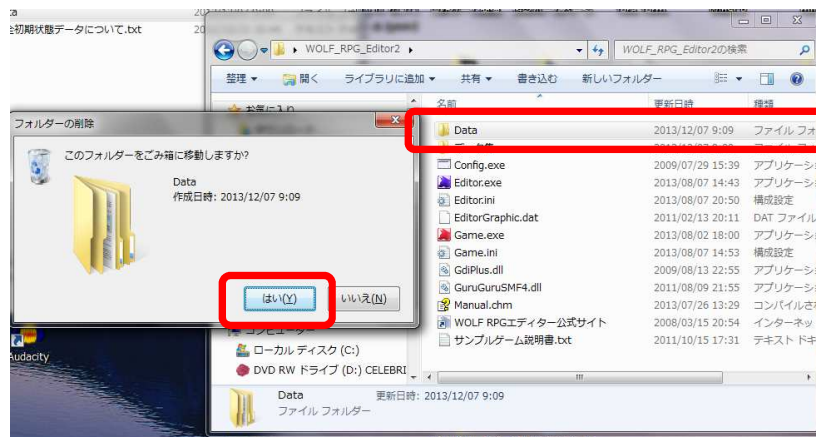 全初期状態データについて.txt
WOLF_RPG_Editor2
WOLF_RPG_Editor2の検索
整理 開く ライブラリに追加 共有 書き込む 新しいフォルダー
お気に入り
名前 更新日時 種類
Data 2013/12/07 9:09 ファイル フォ
Config.exe 2009/07/29 15:39 アプリケーシ
Editor.exe 2013/08/07 14:43 アプリケーシ
Editor.ini 2013/08/07 20:50 構成設定
EditorGraphic.dat 2011/02/13 20:11 DAT ファイル
Game.exe 2013/08/02 18:00 アプリケーシ
Game.ini 2013/08/07 14:53 構成設定
GdiPlus.dll 2009/08/13 22:55 アプリケーシ
GuruGuruSMF4.dll 2011/08/09 21:55 アプリケーシ
Manual.chm 2013/07/26 13:29 コンパイルさ
WOLF RPGエディター公式サイト 2008/03/15 20:54 インターネッ
サンプルゲーム説明書.txt 2011/10/15 17:31 テキスト ドキ
フォルダーの削除
このフォルダーをごみ箱に移動しますか?
Data
作成日時: 2013/12/07 9:09
はい(Y) いいえ(N)
コンピューター
ローカル ディスク (C:)
DVD RW ドライブ (D:) CELEBRI
Audacity
Data 更新日時: 2013/12/07 9:09
ファイル フォルダー